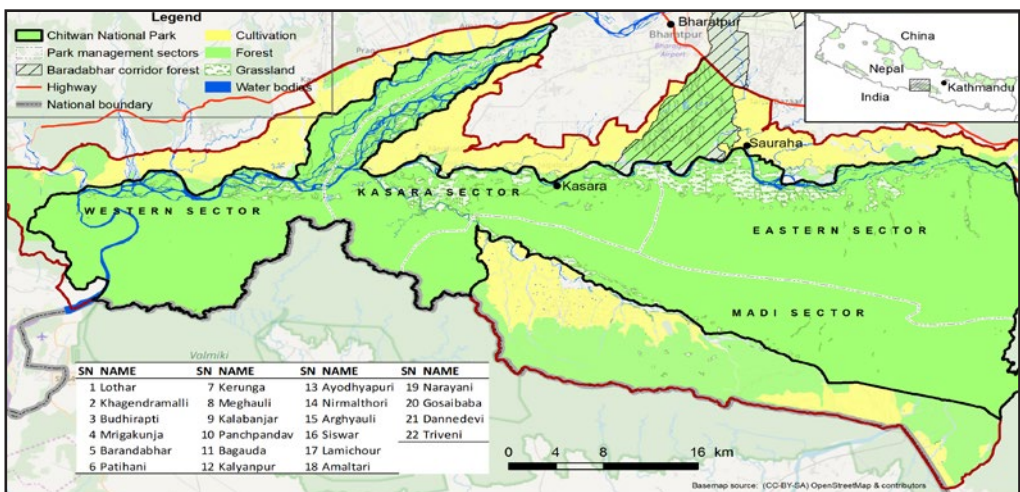 Legend
Chitwan National Park
Park management sectors
Baradabhar corridor forest
Highway
National boundary
Cultivation
Forest
Grassland
Water bodies
Bharatpur
Bharatpur
Airport
China
Nepal
India
Kathmandu
Sauraha
Kasara
WESTERN SECTOR
KASARA SECTOR
EASTERN SECTOR
MADI SECTOR
Valmiki
SN NAME SN NAME SN NAME SN NAME
1 Lothar 7 Kerunga 13 Ayodhyapuri 19 Narayani
2 Khagendramalli 8 Meghauli 14 Nirmalthori 20 Gosaibaba
3 Budhirapti 9 Kalabanjar 15 Arghyauli 21 Dannedevi
4 Mrigakunja 10 Panchpandav 16 Siswar 22 Triveni
5 Barandabhar 11 Bagauda 17 Lamichour
6 Patihani 12 Kalyanpur 18 Amaltari
0 4 8 16 km
Basemap source: (CC-BY-SA) OpenStreetMap & contributors